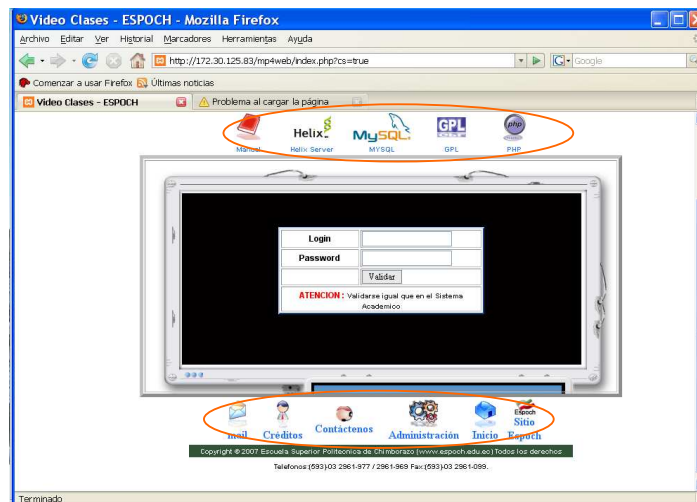 Video Clases - ESPOCH - Mozilla Firefox
Archivo Editar Ver Historial Marcadores Herramientas Ayuda
http://172.30.125.83/mp4web/index.php?cs=true
G Google
Comenzar a usar Firefox Últimas noticias
Video Clases - ESPOCH Problema al cargar la página
Helix MySQL. GPL php
Manual Helix Server MYSQL GPL PHP
Login
Password
Validar
ATENCION : Validarse igual que en el Sistema
Academico
Espoch
mail Créditos Contáctenos Administración Inicio Sitio
Espoch
Copyright © 2007 Escuela Superior Politecnica de Chimborazo (www.espoch.edu.ec) Todos los derechos
Telefonos:(593)-03 2961-977 / 2961-969 Fax:(593)-03 2961-099.
Terminado